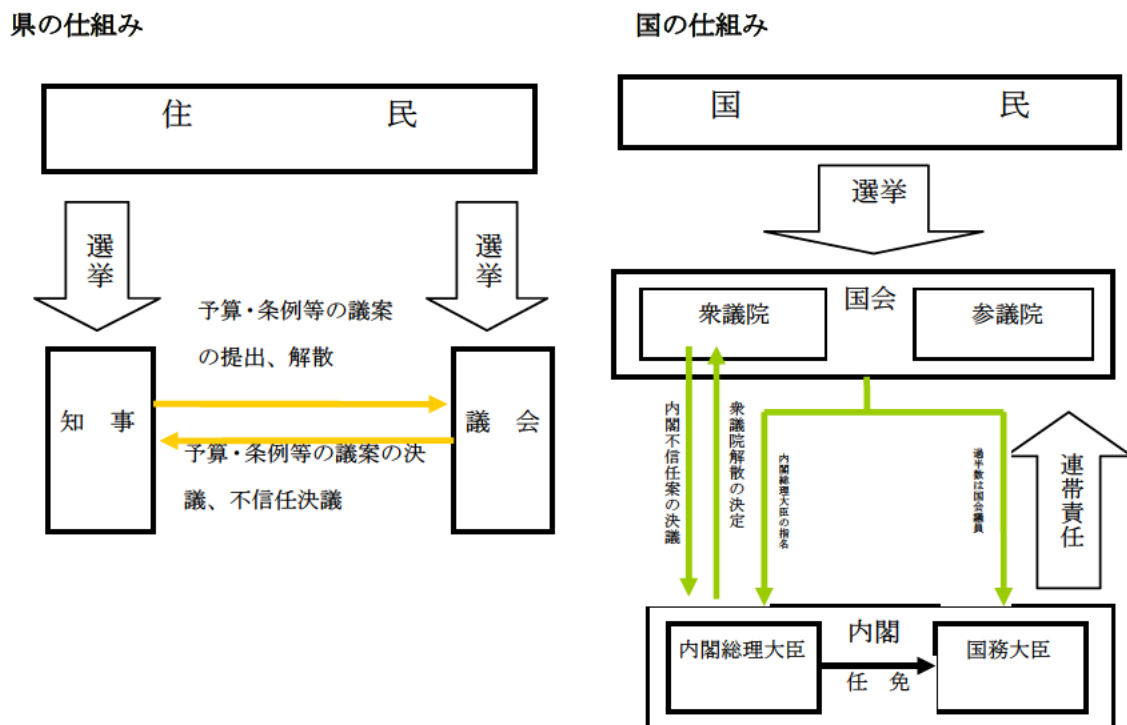 県の仕組み
国の仕組み
住民
選挙
選挙
予算・条例等の議案
の提出、解散
知事
議会
予算・条例等の議案の決
議、不信任決議
国民
選挙
国会
衆議院
参議院
内閣不信任案の決議
衆議院解散の決定
内閣総理大臣の指名
過半数は国会議員
連帯責任
内閣
内閣総理大臣
任免
国務大臣